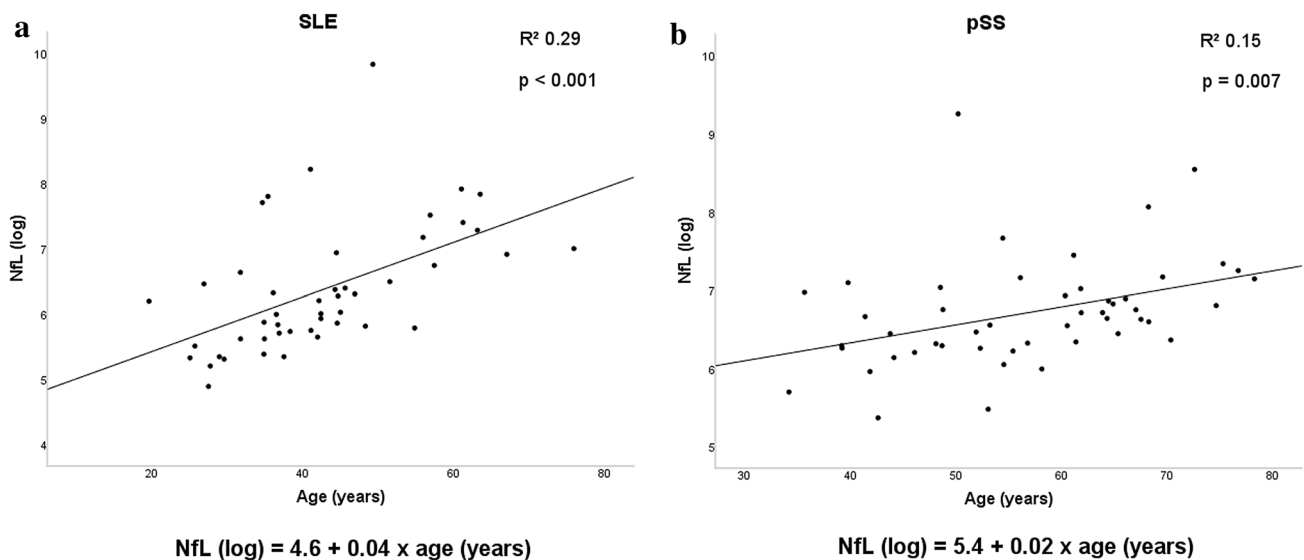 a
SLE
R² 0.29
p < 0.001
10
9
8
7
6
5
4
NfL (log)
20 40 60 80
Age (years)
NfL (log) = 4.6 + 0.04 x age (years)
b
pSS
R² 0.15
p = 0.007
10
9
8
7
6
5
NfL (log)
30 40 50 60 70 80
Age (years)
NfL (log) = 5.4 + 0.02 x age (years)